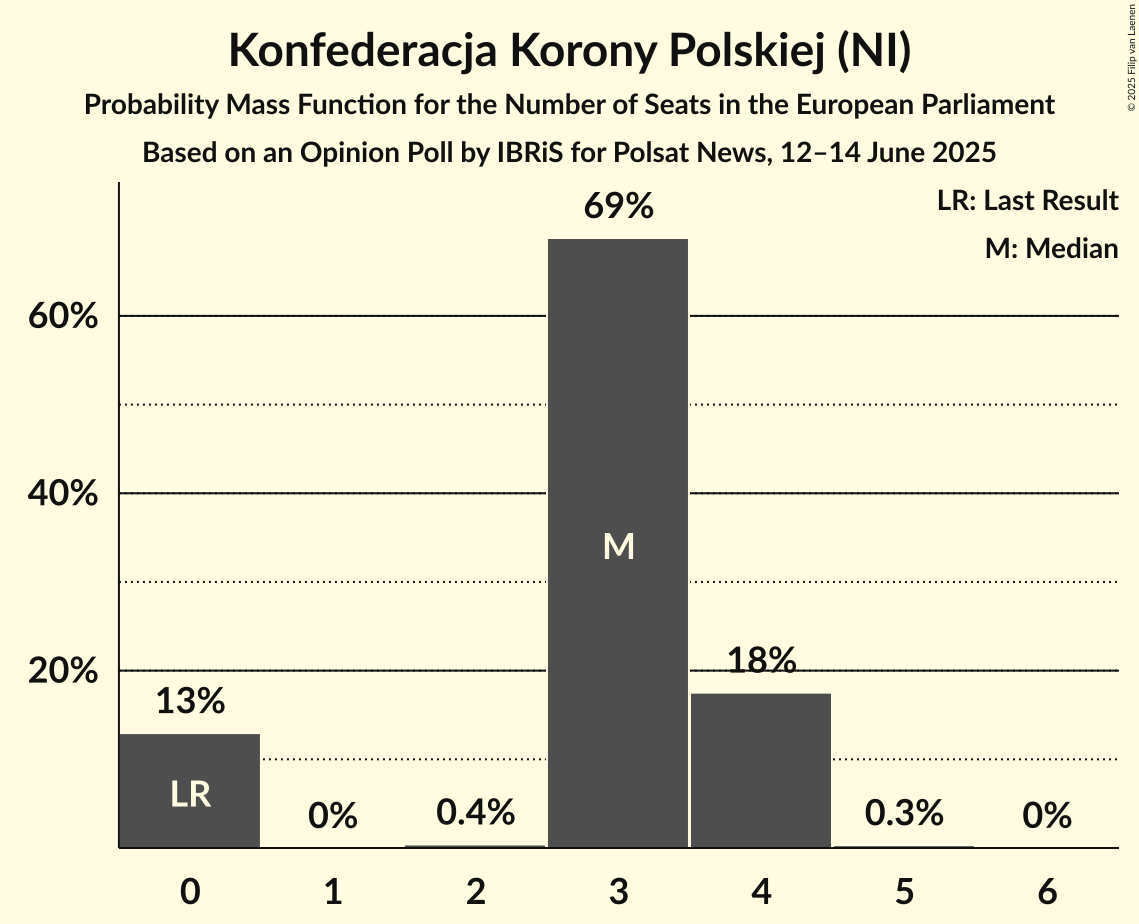 Konfederacja Korony Polskiej (NI)
Probability Mass Function for the Number of Seats in the European Parliament
Based on an Opinion Poll by IBRiS for Polsat News, 12–14 June 2025
© 2025 Filip van Laenen
LR: Last Result
M: Median
69%
60%
40%
M
20%
18%
13%
LR
0%
0.4%
0.3%
0%
0 1 2 3 4 5 6